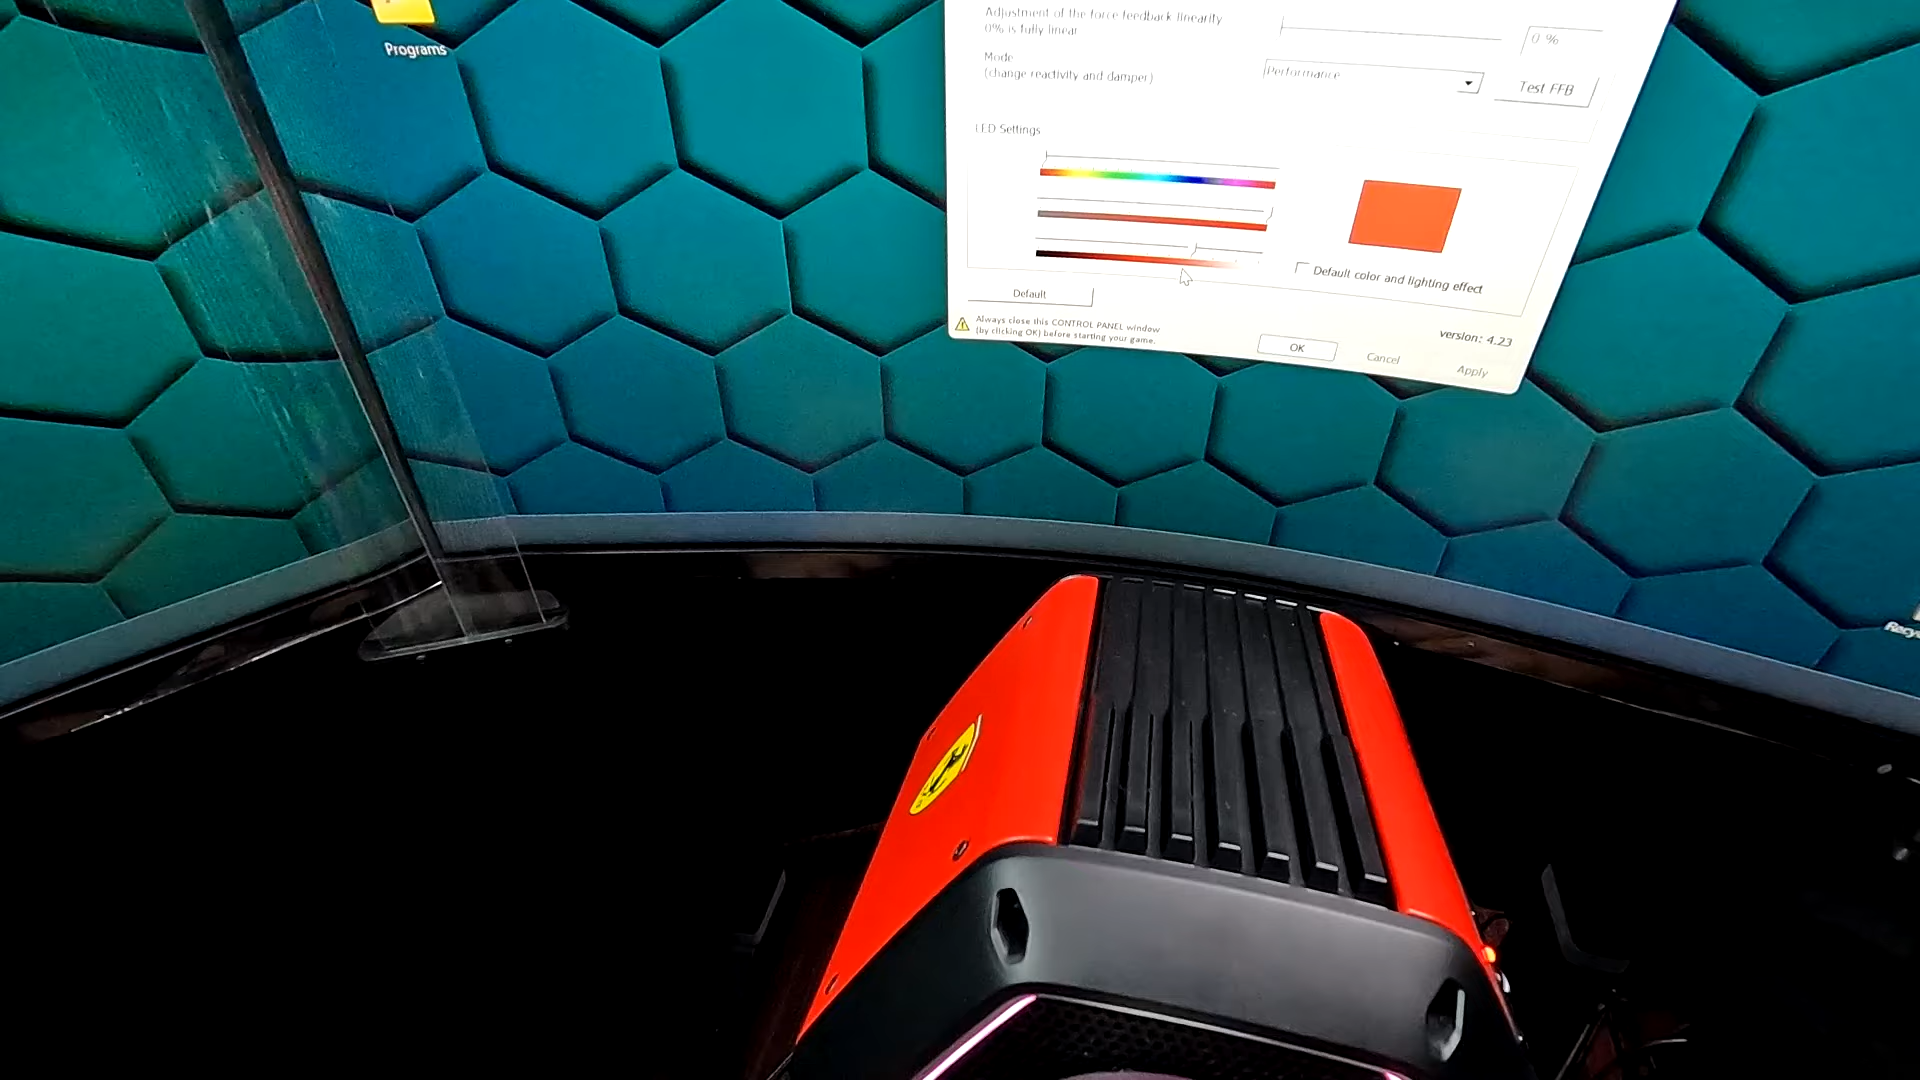 Programs
Adjustment of the force feedback linearity
0% is fully linear
0 %
Mode
(change reactivity and damper)
Performance
Test FFB
LED Settings
Default color and lighting effect
Default
Always close this CONTROL PANEL window
(by clicking OK) before starting your game.
version: 4.23
OK
Cancel
Apply